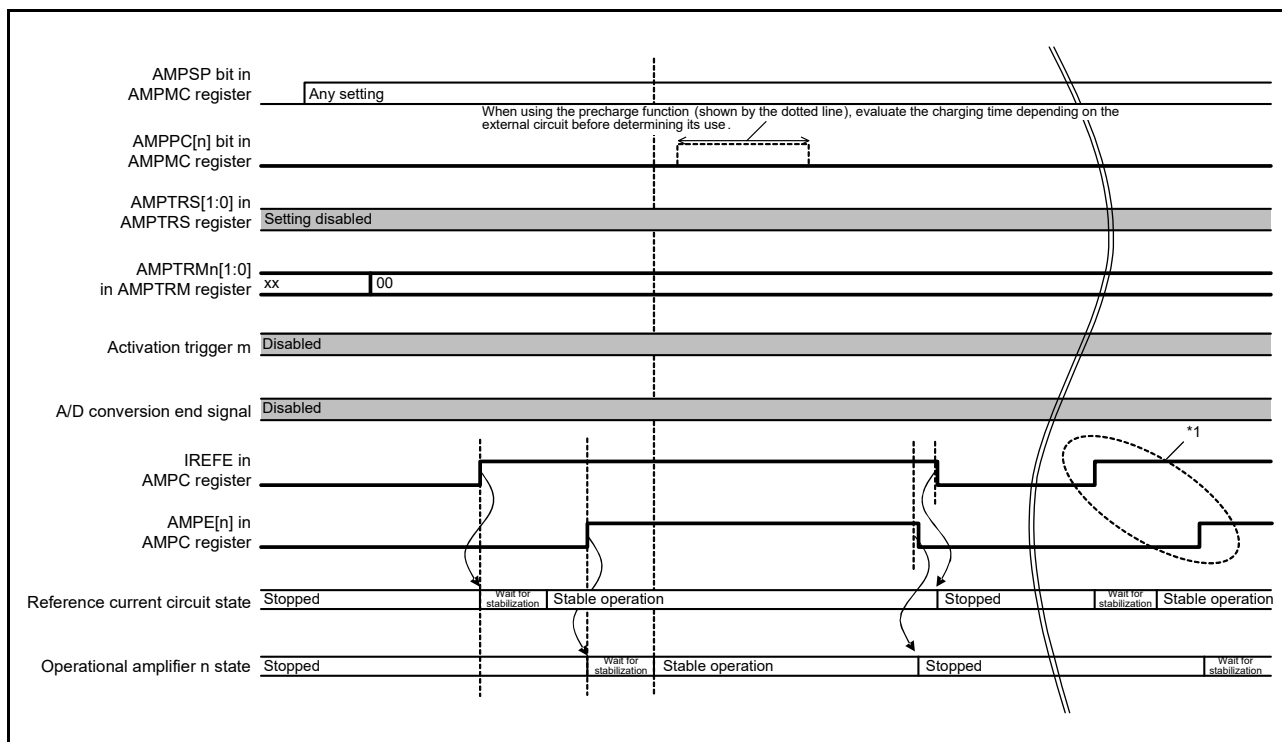 AMPSP bit in
AMPMC register
Any setting
When using the precharge function (shown by the dotted line), evaluate the charging time depending on the
external circuit before determining its use.
AMPPC[n] bit in
AMPMC register
AMPTRS[1:0] in
AMPTRS register
Setting disabled
AMPTRMn[1:0]
in AMPTRM register
xx
00
Activation trigger m
Disabled
A/D conversion end signal
Disabled
*1
IREFE in
AMPC register
AMPE[n] in
AMPC register
Reference current circuit state
Stopped
Wait for
stabilization
Stable operation
Stopped
Wait for
stabilization
Stable operation
Operational amplifier n state
Stopped
Wait for
stabilization
Stable operation
Stopped
Wait for
stabilization